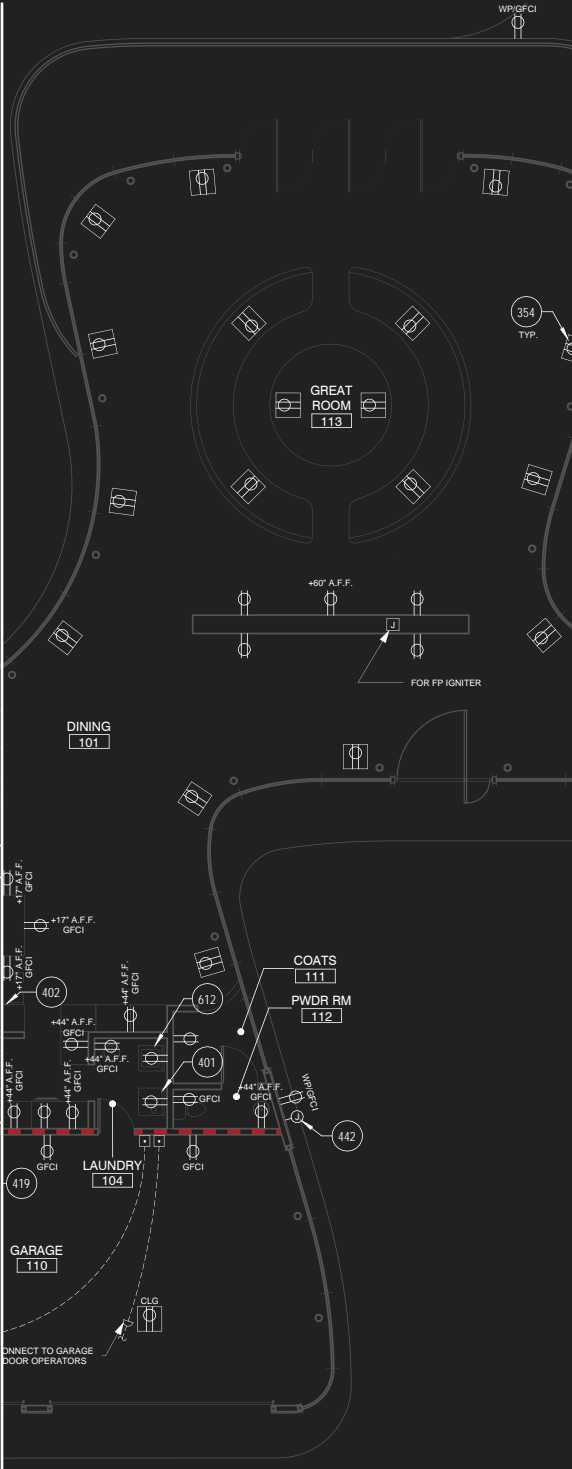 WP/GFCI
354
TYP.
GREAT
ROOM
113
+60" A.F.F.
J
FOR FP IGNITER
DINING
101
+17" A.F.F.
GFCI
+17" A.F.F.
GFCI
+17" A.F.F.
GFCI
402
+44" A.F.F.
GFCI
612
COATS
111
PWDR RM
112
+44" A.F.F.
GFCI
+44" A.F.F.
GFCI
401
+44" A.F.F.
GFCI
+44" A.F.F.
GFCI
GFCI
+44" A.F.F.
GFCI
WP/GFCI
J
442
GFCI
GFCI
LAUNDRY
104
419
GARAGE
110
CLG
ONNECT TO GARAGE
DOOR OPERATORS